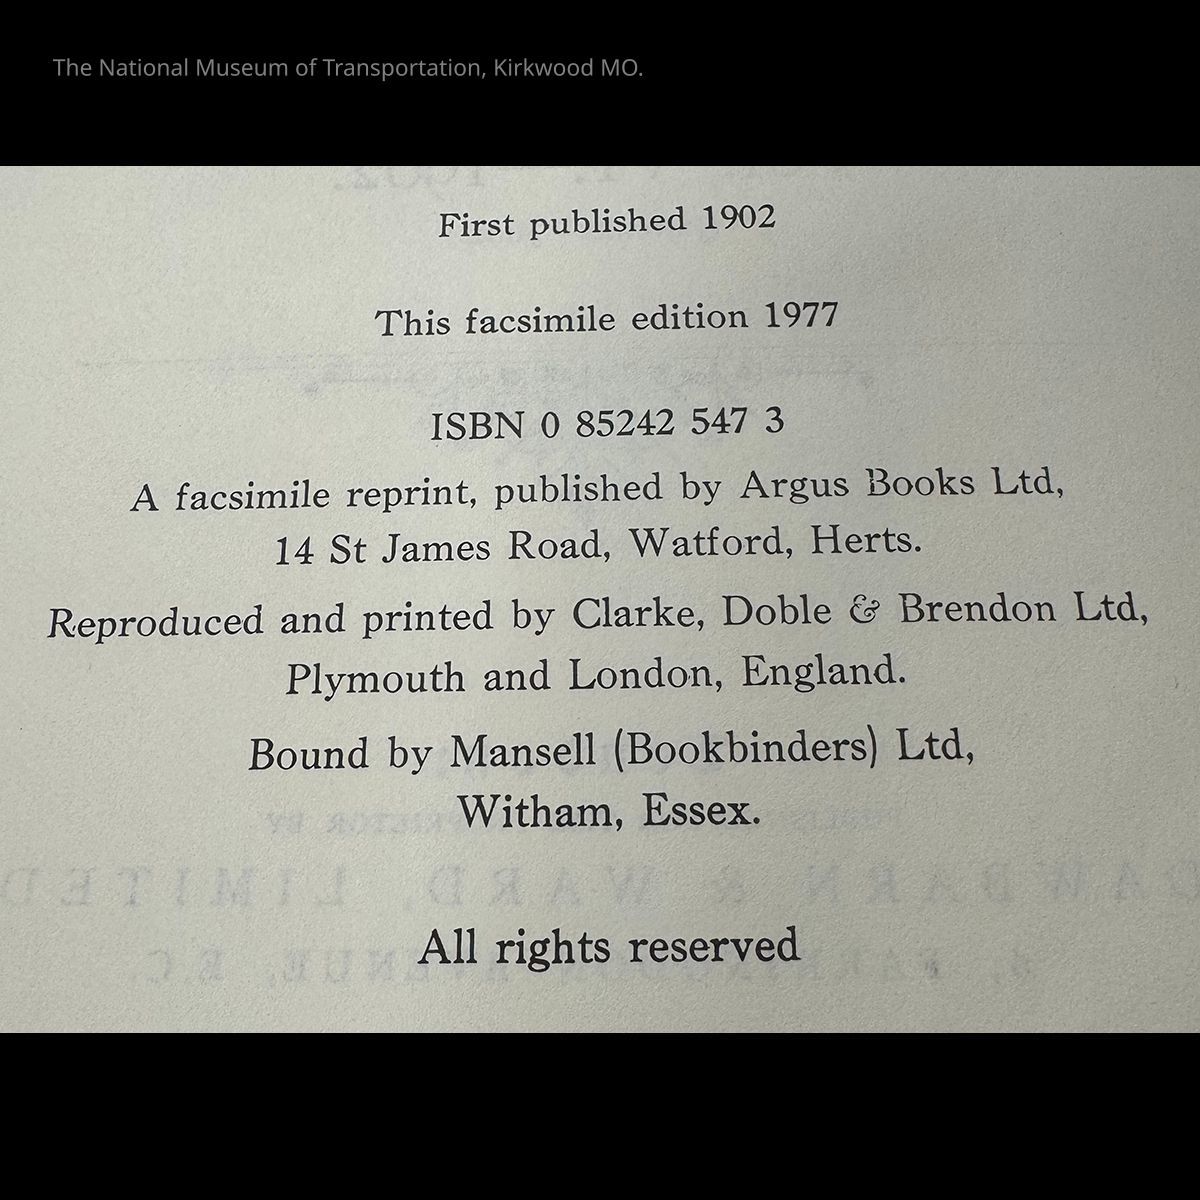 The National Museum of Transportation, Kirkwood MO.
First published 1902
This facsimile edition 1977
ISBN 0 85242 547 3
A facsimile reprint, published by Argus Books Ltd,
14 St James Road, Watford, Herts.
Reproduced and printed by Clarke, Doble & Brendon Ltd,
Plymouth and London, England.
Bound by Mansell (Bookbinders) Ltd,
Witham, Essex.
All rights reserved